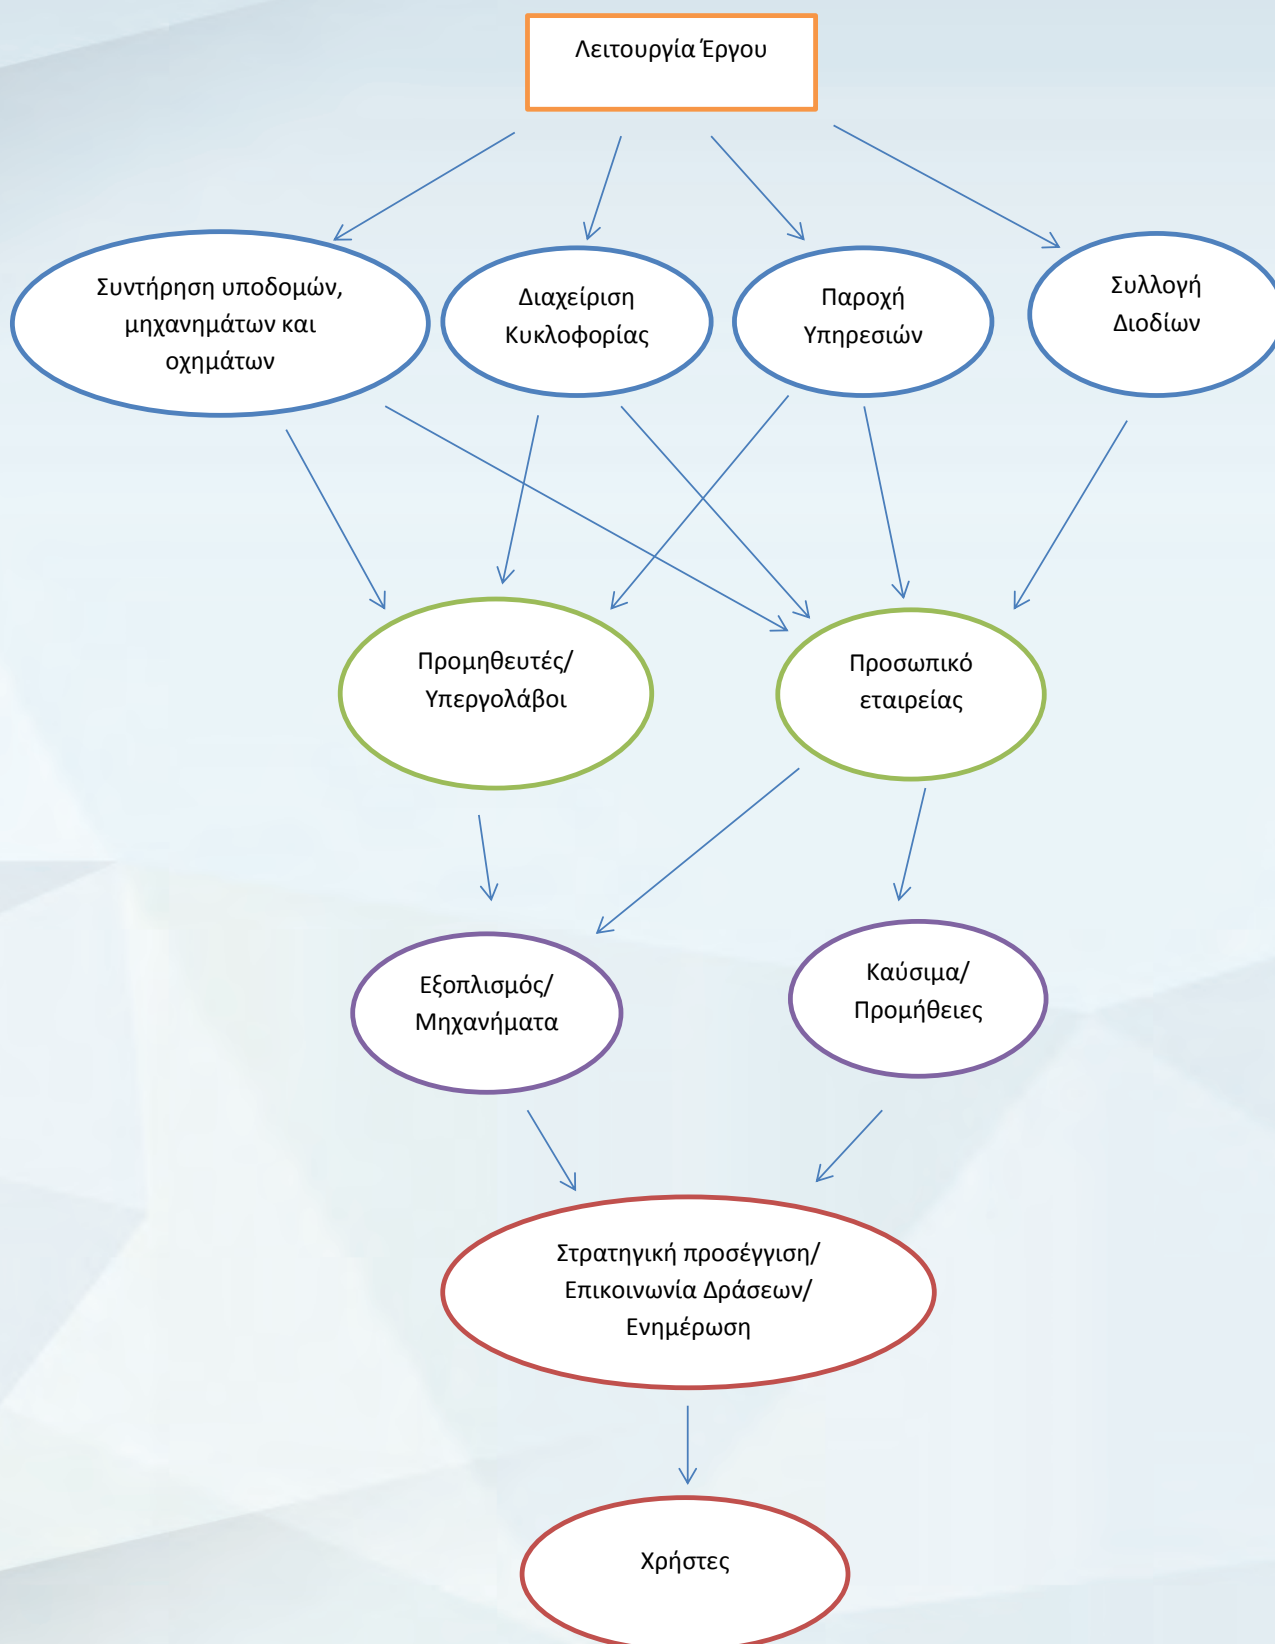 Λειτουργία Έργου
Συντήρηση υποδομών,
μηχανημάτων και
οχημάτων
Διαχείριση
Κυκλοφορίας
Παροχή
Υπηρεσιών
Συλλογή
Διοδίων
Προμηθευτές/
Υπεργολάβοι
Προσωπικό
εταιρείας
Εξοπλισμός/
Μηχανήματα
Καύσιμα/
Προμήθειες
Στρατηγική προσέγγιση/
Επικοινωνία Δράσεων/
Ενημέρωση
Χρήστες